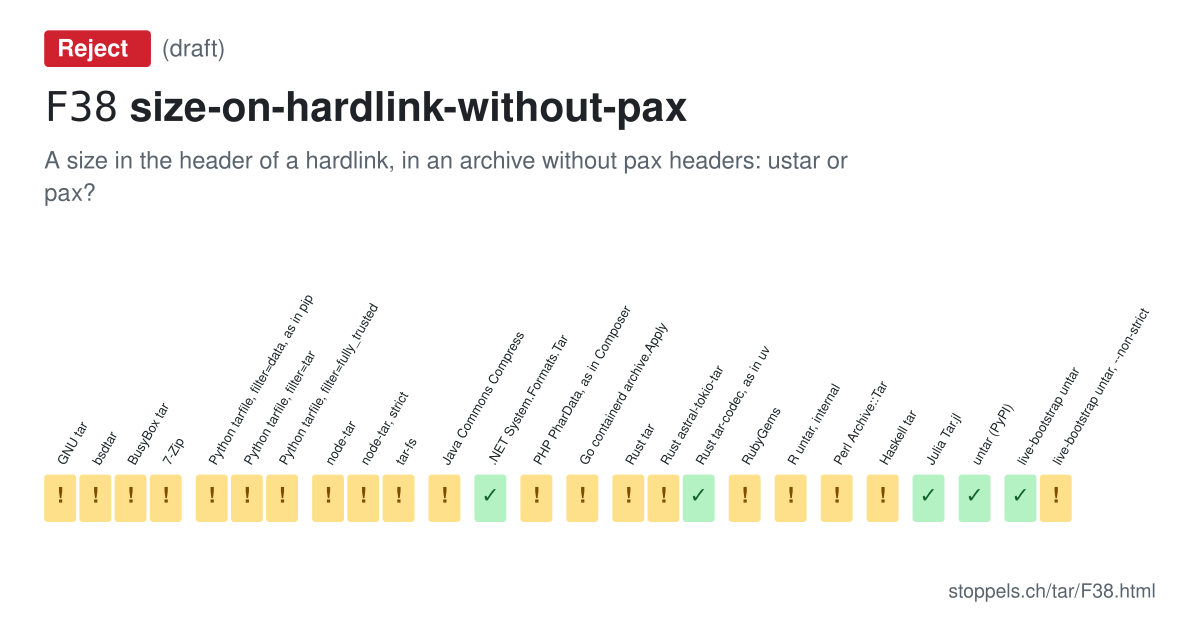 Reject (draft)
F38 size-on-hardlink-without-pax
A size in the header of a hardlink, in an archive without pax headers: ustar or
pax?
GNU tar
bsdtar
BusyBox tar
7-Zip
Python tarfile, filter=data, as in pip
Python tarfile, filter=tar
Python tarfile, filter=fully_trusted
node-tar
node-tar, strict
tar-fs
Java Commons Compress
.NET System.Formats.Tar
PHP PharData, as in Composer
Go containerd archive.Apply
Rust tar
Rust astral-tokio-tar
Rust tar-codec, as in uv
RubyGems
R untar, internal
Perl Archive::Tar
Haskell tar
Julia Tar.jl
untar (PyPI)
live-bootstrap untar
live-bootstrap untar, --non-strict
! ! ! ! ! ! ! ! ! ! ! ✓ ! ! ! ! ✓ ! ! ! ! ✓ ✓ ✓ !
stoppels.ch/tar/F38.html